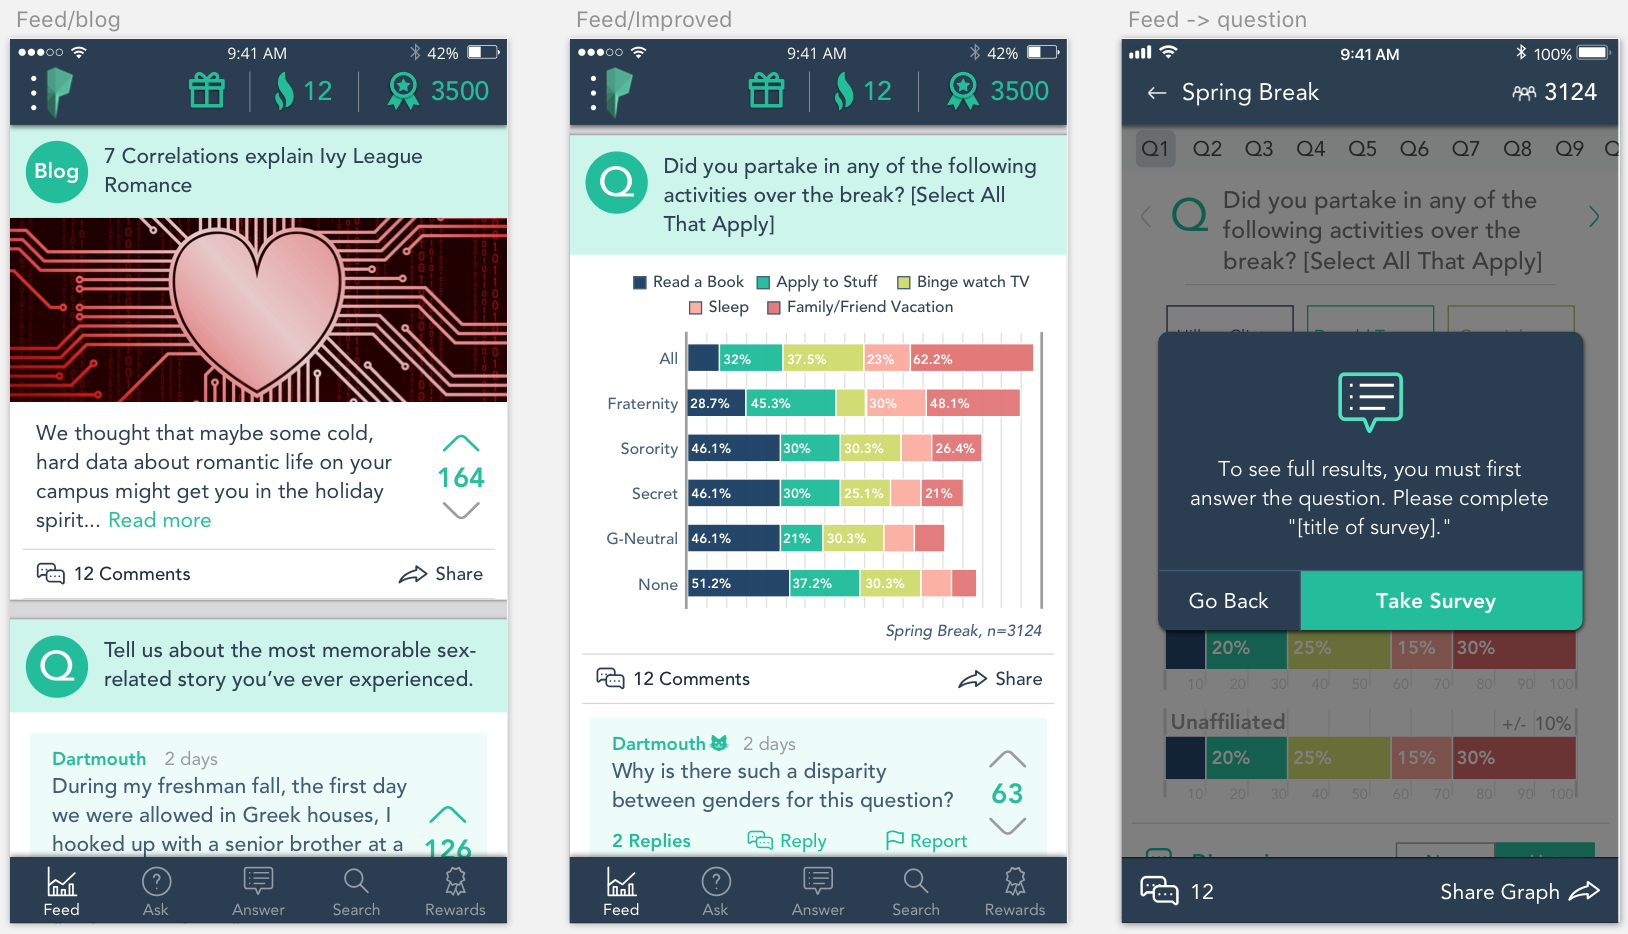 Feed/blog
9:41 AM
42%
12
3500
Blog
7 Correlations explain Ivy League
Romance
We thought that maybe some cold,
hard data about romantic life on your
campus might get you in the holiday
spirit... Read more
164
12 Comments
Share
Q
Tell us about the most memorable sex-
related story you've ever experienced.
Dartmouth 2 days
During my freshman fall, the first day
we were allowed in Greek houses, I
hooked up with a senior brother at a
126
Feed
Ask
Answer
Search
Rewards
Feed/Improved
9:41 AM
42%
12
3500
Q
Did you partake in any of the following
activities over the break? [Select All
That Apply]
Read a Book
Apply to Stuff
Binge watch TV
Sleep
Family/Friend Vacation
All 32% 37.5% 23% 62.2%
Fraternity 28.7% 45.3% 30% 48.1%
Sorority 46.1% 30% 30.3% 26.4%
Secret 46.1% 30% 25.1% 21%
G-Neutral 46.1% 21% 30.3%
None 51.2% 37.2% 30.3%
Spring Break, n=3124
12 Comments
Share
Dartmouth 2 days
Why is there such a disparity
between genders for this question?
63
2 Replies
Reply
Report
Feed
Ask
Answer
Search
Rewards
Feed -> question
9:41 AM
100%
← Spring Break
3124
Q1 Q2 Q3 Q4 Q5 Q6 Q7 Q8 Q9
Q
Did you partake in any of the
following activities over the
break? [Select All That Apply]
To see full results, you must first
answer the question. Please complete
"[title of survey]."
Go Back
Take Survey
20% 25% 15% 30%
10 20 30 40 50 60 70 80 90 100
Unaffiliated
+/- 10%
20% 25% 15% 30%
10 20 30 40 50 60 70 80 90 100
12
Share Graph